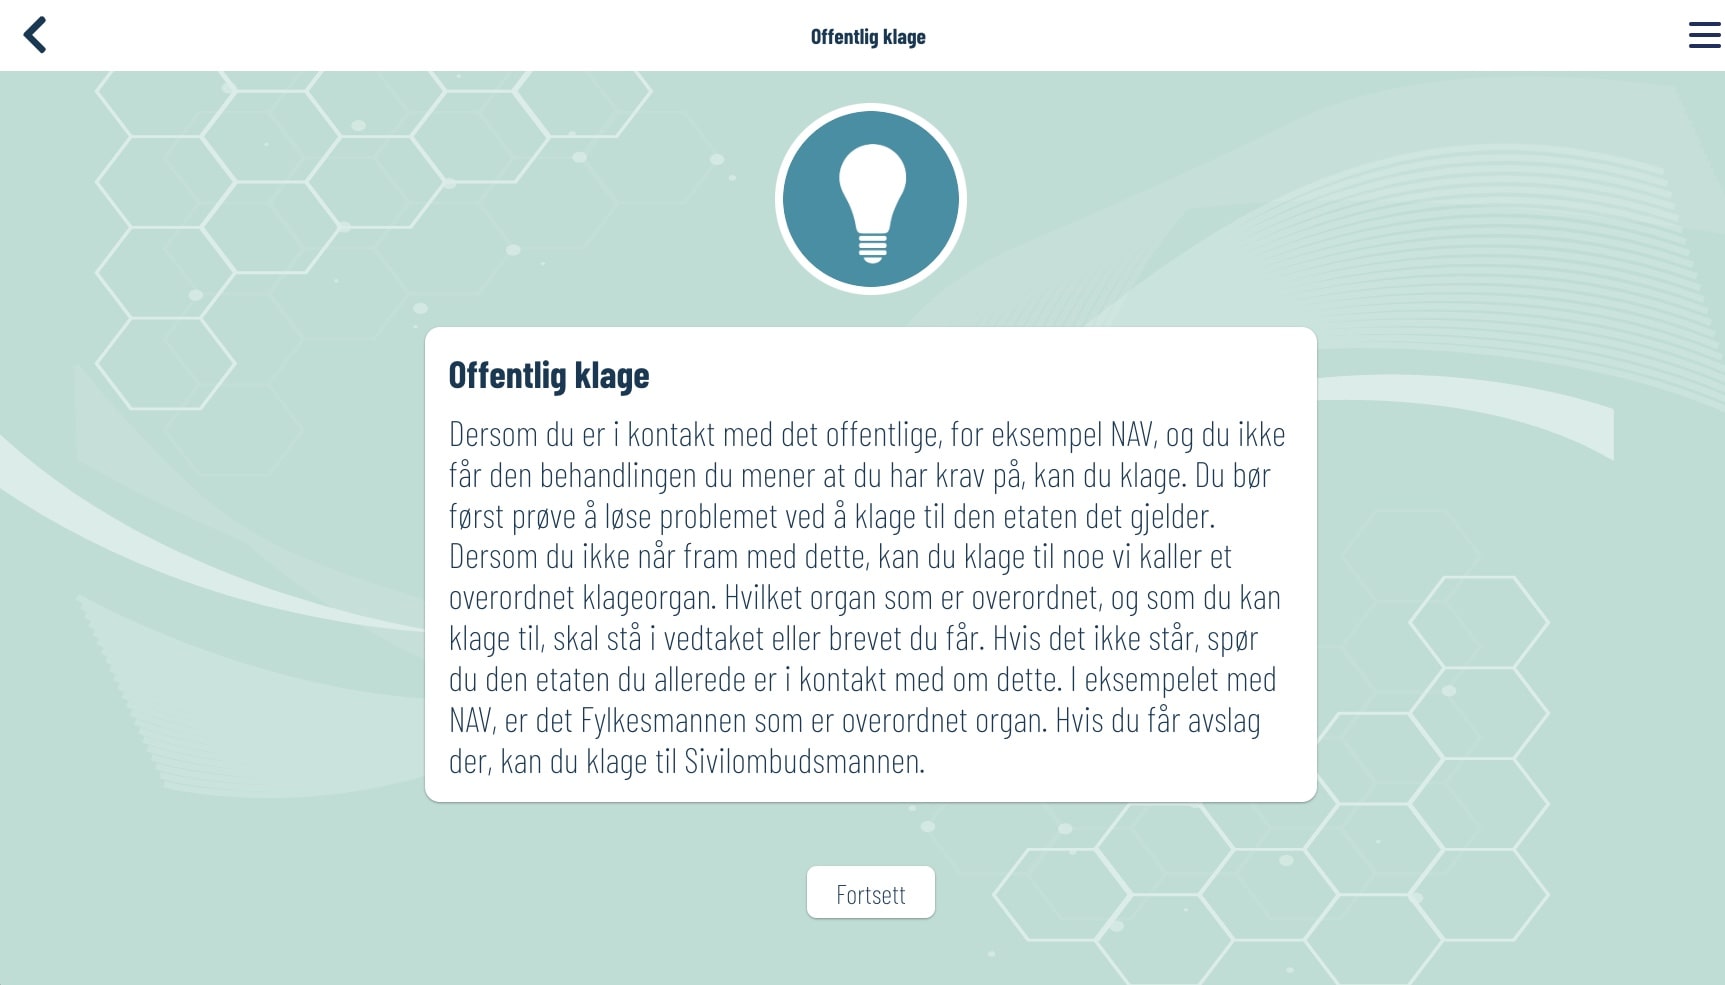 Offentlig klage
Offentlig klage
Dersom du er i kontakt med det offentlige, for eksempel NAV, og du ikke
får den behandlingen du mener at du har krav på, kan du klage. Du bør
først prøve å løse problemet ved å klage til den etaten det gjelder.
Dersom du ikke når fram med dette, kan du klage til noe vi kaller et
overordnet klageorgan. Hvilket organ som er overordnet, og som du kan
klage til, skal stå i vedtaket eller brevet du får. Hvis det ikke står, spør
du den etaten du allerede er i kontakt med om dette. I eksempelet med
NAV, er det Fylkesmannen som er overordnet organ. Hvis du får avslag
der, kan du klage til Sivilombudsmannen.
Fortsett